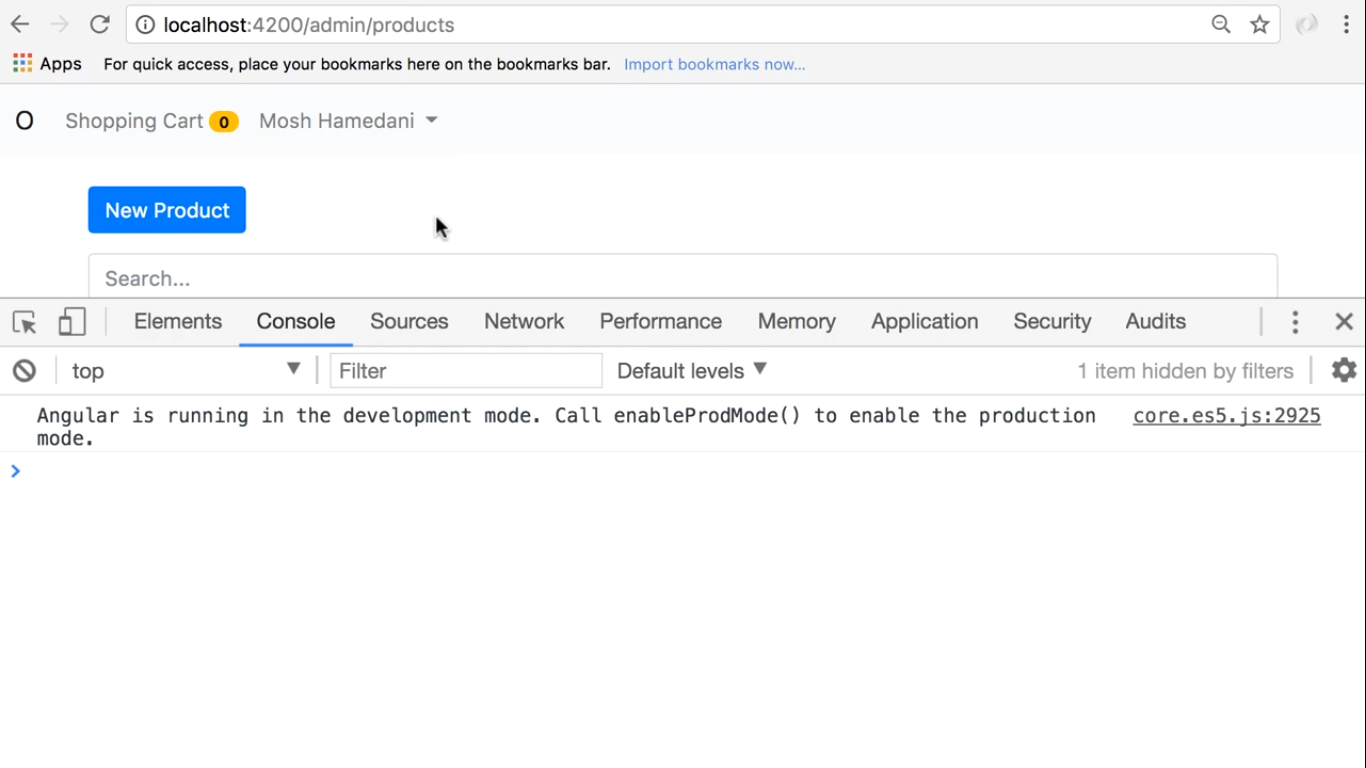 localhost:4200/admin/products
Apps For quick access, place your bookmarks here on the bookmarks bar. Import bookmarks now...
O Shopping Cart 0 Mosh Hamedani
New Product
Search...
Elements Console Sources Network Performance Memory Application Security Audits
top Filter Default levels 1 item hidden by filters
Angular is running in the development mode. Call enableProdMode() to enable the production core.es5.js:2925
mode.